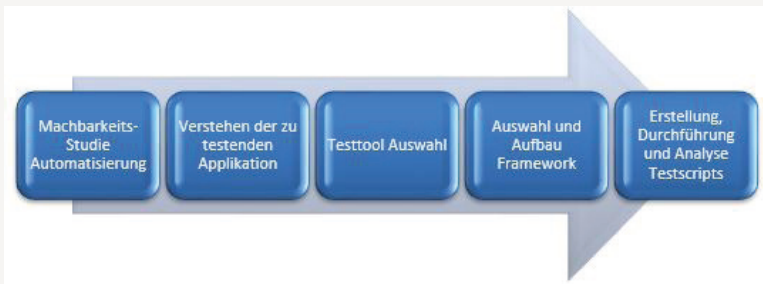 Machbarkeits-
Studie
Automatisierung
Verstehen der zu
testenden
Applikation
Testtool Auswahl
Auswahl und
Aufbau
Framework
Erstellung,
Durchführung
und Analyse
Testscripts